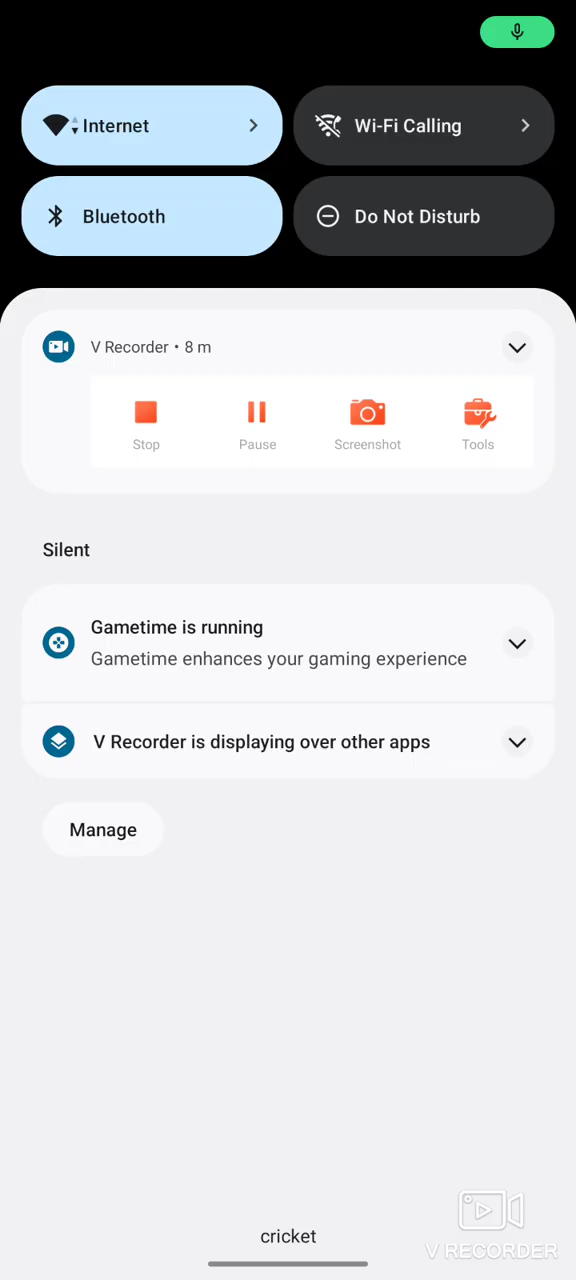 Internet
Wi-Fi Calling
Bluetooth
Do Not Disturb
V Recorder • 8 m
Stop
Pause
Screenshot
Tools
Silent
Gametime is running
Gametime enhances your gaming experience
V Recorder is displaying over other apps
Manage
cricket
V RECORDER